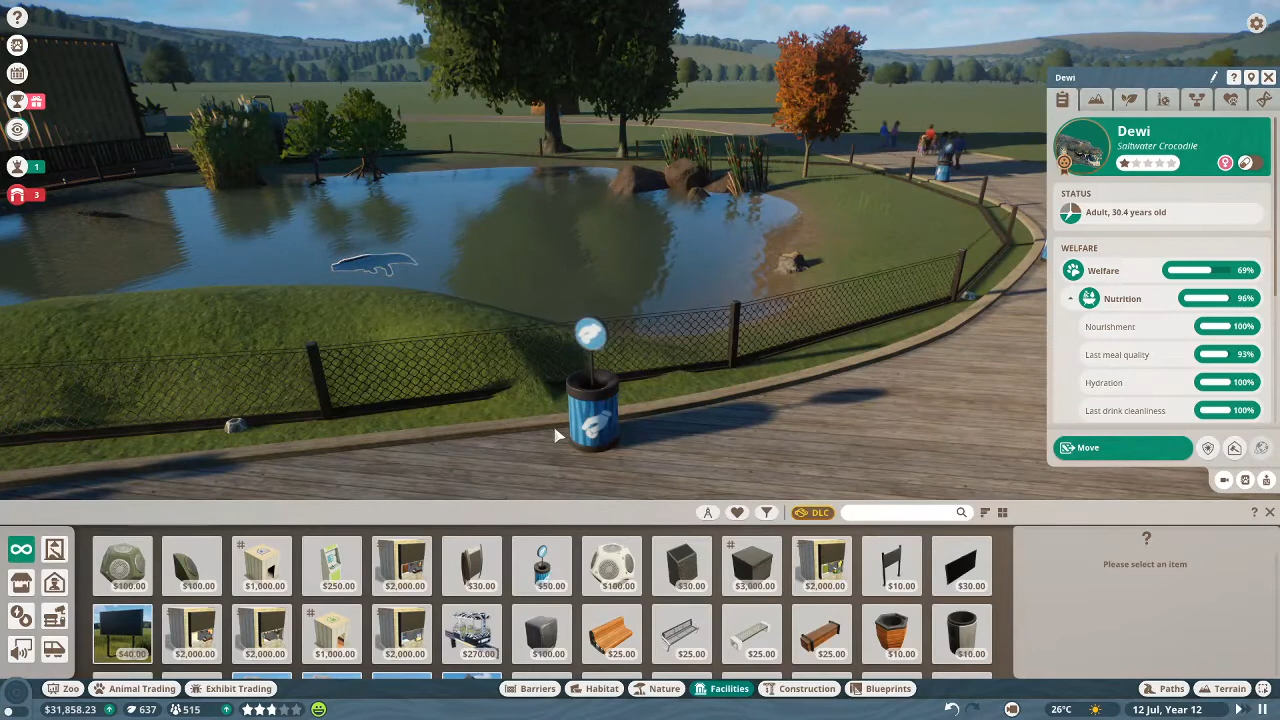 1
3
Dewi
Dewi
Saltwater Crocodile
STATUS
Adult, 30.4 years old
WELFARE
Welfare 69%
Nutrition 96%
Nourishment 100%
Last meal quality 93%
Hydration 100%
Last drink cleanliness 100%
Move
DLC
$100.00 $100.00 $1,000.00 $250.00 $2,000.00 $30.00 $50.00 $100.00 $30.00 $3,000.00 $2,000.00 $10.00 $30.00
Please select an item
$40.00 $2,000.00 $2,000.00 $1,000.00 $2,000.00 $270.00 $100.00 $25.00 $25.00 $25.00 $25.00 $10.00 $10.00
Zoo Animal Trading Exhibit Trading Barriers Habitat Nature Facilities Construction Blueprints Paths Terrain
$31,858.23 637 515 26°C 12 Jul, Year 12